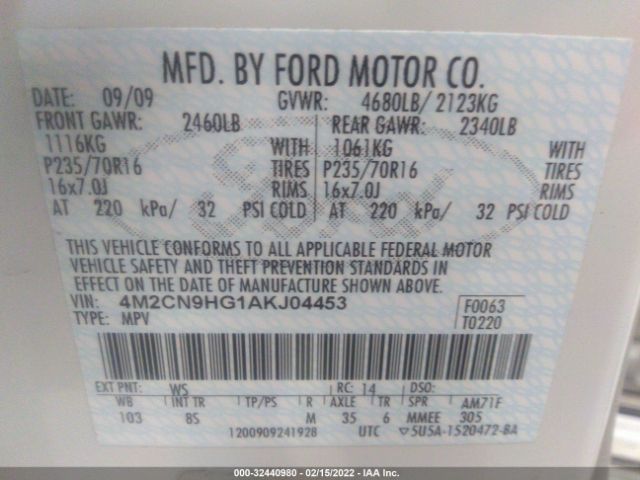 MFD. BY FORD MOTOR CO.
DATE: 09/09 GVWR: 4680LB/ 2123KG
FRONT GAWR: 2460LB REAR GAWR: 2340LB
1116KG WITH 1061KG WITH
P235/70R16 TIRES P235/70R16 TIRES
16x7.0J RIMS 16x7.0J RIMS
AT 220 kPa/ 32 PSI COLD AT 220 kPa/ 32 PSI COLD
THIS VEHICLE CONFORMS TO ALL APPLICABLE FEDERAL MOTOR
VEHICLE SAFETY AND THEFT PREVENTION STANDARDS IN
EFFECT ON THE DATE OF MANUFACTURE SHOWN ABOVE.
VIN: 4M2CN9HG1AKJ04453 F0063
TYPE: MPV T0220
EXT PNT: WS RC: 14 DSO:
WB INT TR TP/PS R AXLE TR SPR AM71F
103 8S M 35 6 MMEE 305
1200909241928 UTC ▽5U5A-1520472-BA
000-32440980 - 02/15/2022 - IAA Inc.